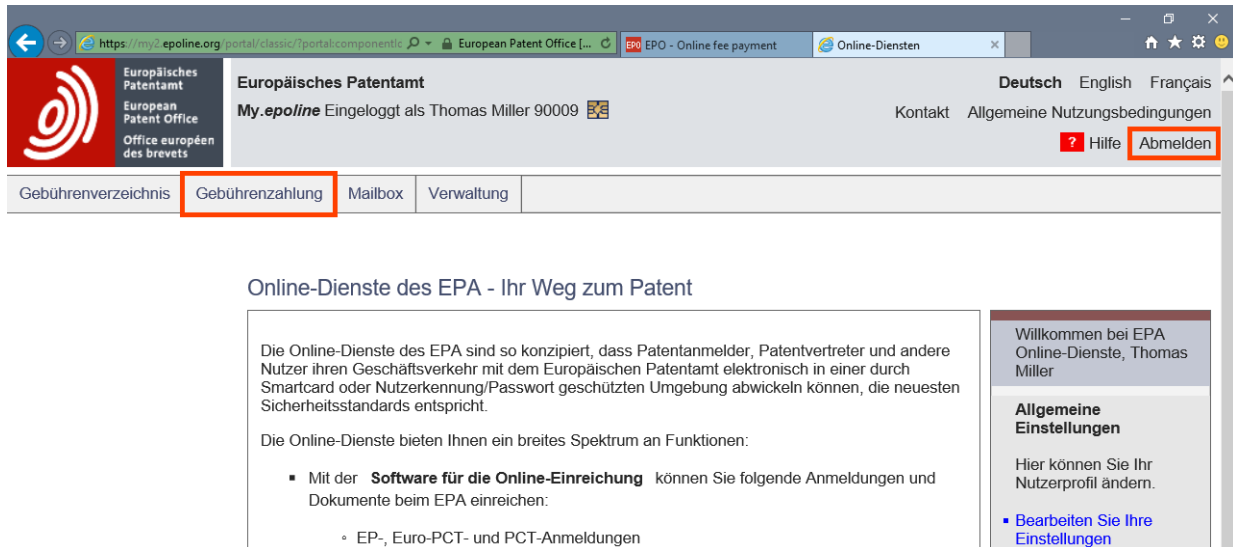 https://my2.epoline.org/portal/classic/?portal:componentIc
European Patent Office [...
EPO EPO - Online fee payment
Online-Diensten
Europäisches
Patentamt
European
Patent Office
Office européen
des brevets
Europäisches Patentamt
My.epoline Eingeloggt als Thomas Miller 90009
Deutsch English Français
Kontakt Allgemeine Nutzungsbedingungen
? Hilfe Abmelden
Gebührenverzeichnis Gebührenzahlung Mailbox Verwaltung
Online-Dienste des EPA - Ihr Weg zum Patent
Die Online-Dienste des EPA sind so konzipiert, dass Patentanmelder, Patentvertreter und andere
Nutzer ihren Geschäftsverkehr mit dem Europäischen Patentamt elektronisch in einer durch
Smartcard oder Nutzerkennung/Passwort geschützten Umgebung abwickeln können, die neuesten
Sicherheitsstandards entspricht.
Die Online-Dienste bieten Ihnen ein breites Spektrum an Funktionen:
▪ Mit der Software für die Online-Einreichung können Sie folgende Anmeldungen und
Dokumente beim EPA einreichen:
◦ EP-, Euro-PCT- und PCT-Anmeldungen
Willkommen bei EPA
Online-Dienste, Thomas
Miller
Allgemeine
Einstellungen
Hier können Sie Ihr
Nutzerprofil ändern.
▪ Bearbeiten Sie Ihre
Einstellungen